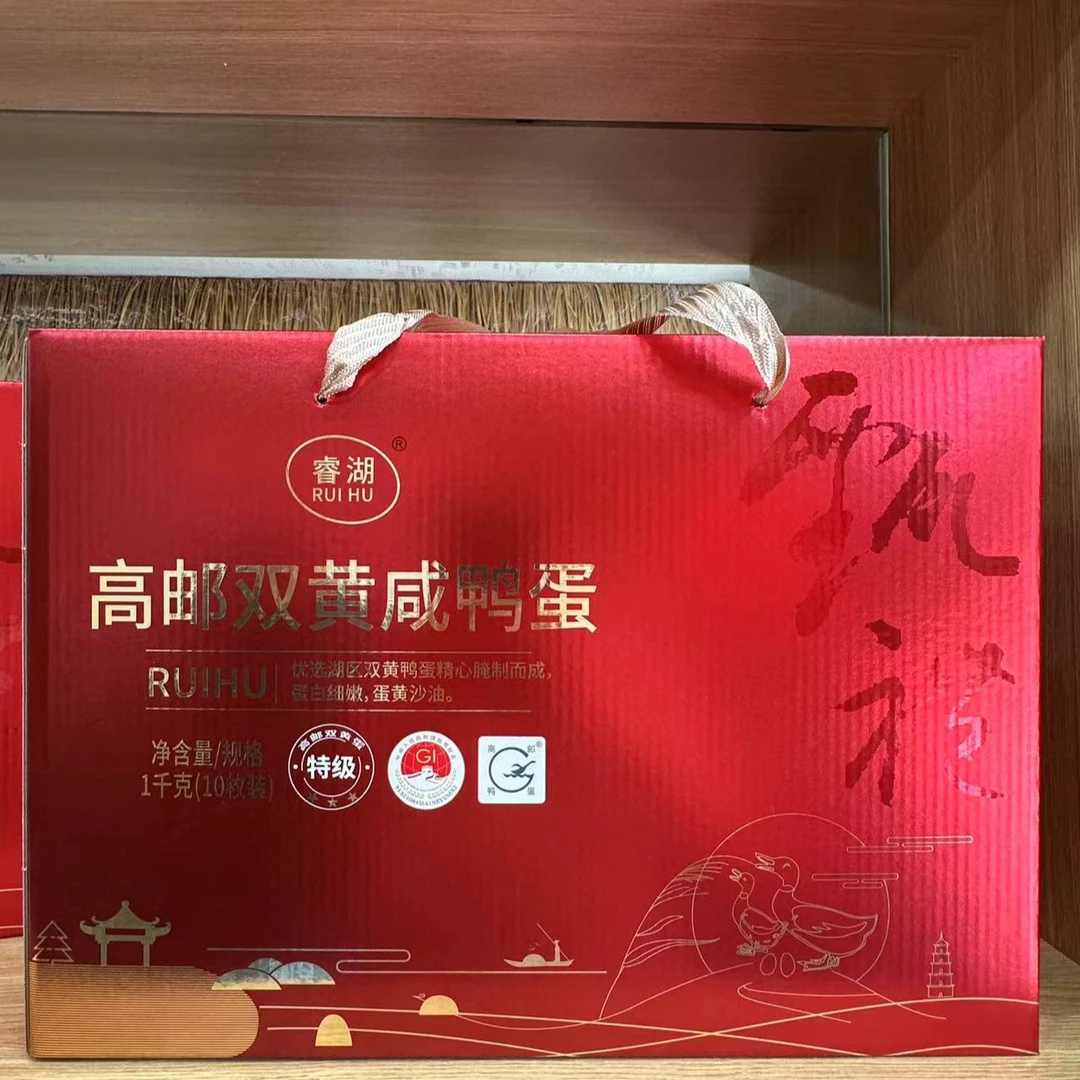 睿湖®
RUI HU
高邮双黄咸鸭蛋
RUIHU
优选湖区双黄鸭蛋精心腌制而成,
蛋白细嫩,蛋黄沙油。
净含量/规格
1千克(10枚装)
高邮双黄蛋
特级
GI
高邮®
鸭蛋
甄礼